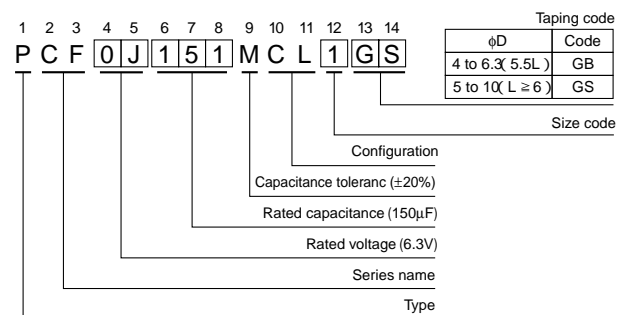 Taping code
1 2 3 4 5 6 7 8 9 10 11 12 13 14
P C F 0 J 1 5 1 M C L 1 G S
φD Code
4 to 6.3( 5.5L ) GB
5 to 10( L ≧ 6 ) GS
Size code
Configuration
Capacitance toleranc (±20%)
Rated capacitance (150μF)
Rated voltage (6.3V)
Series name
Type